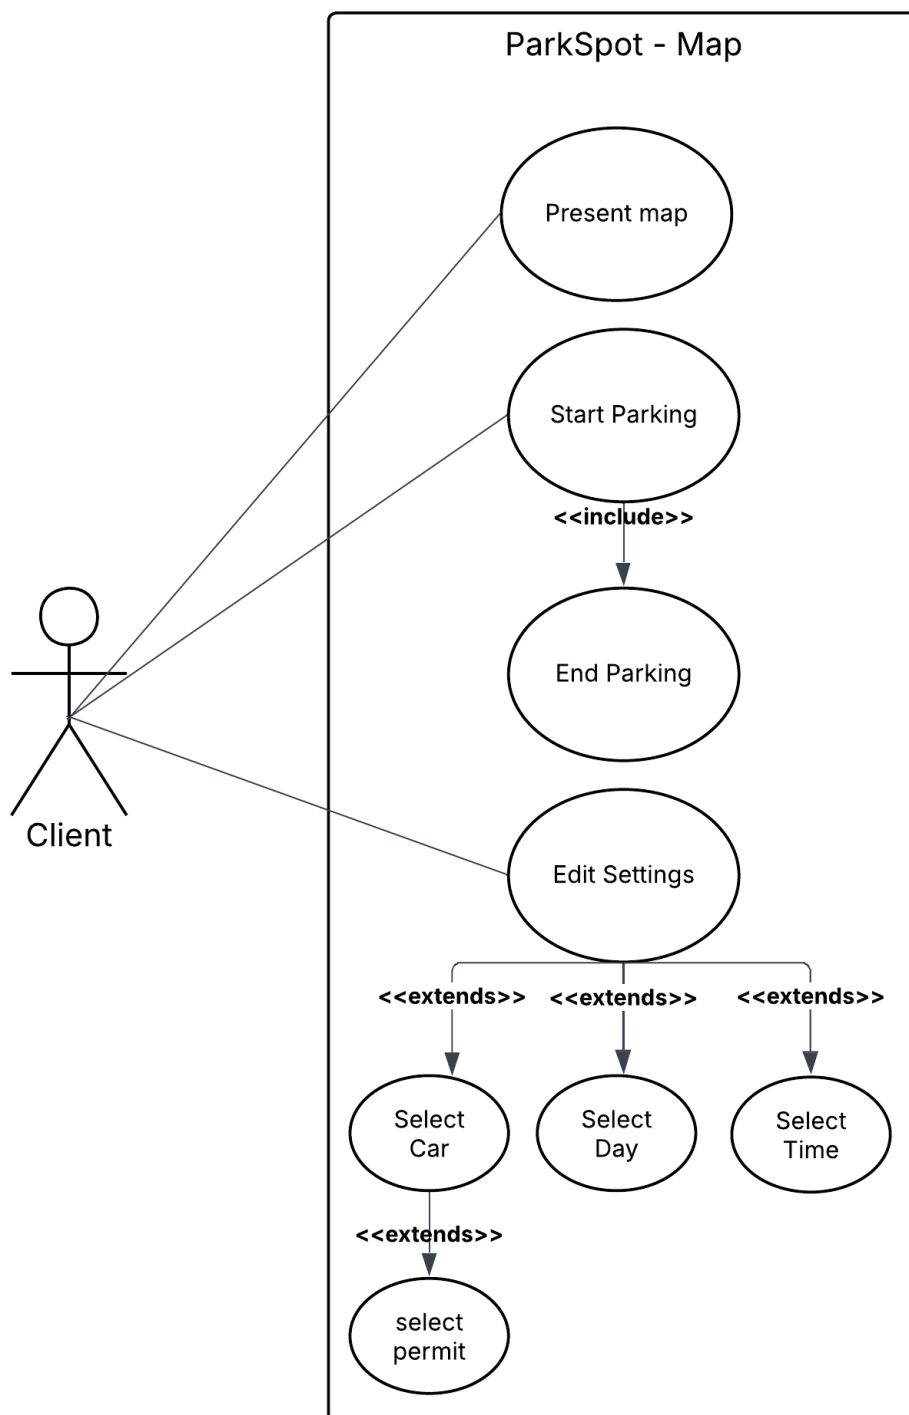 ParkSpot - Map
Present map
Start Parking
<<include>>
End Parking
Client
Edit Settings
<<extends>>
<<extends>>
<<extends>>
Select
Car
Select
Day
Select
Time
<<extends>>
select
permit